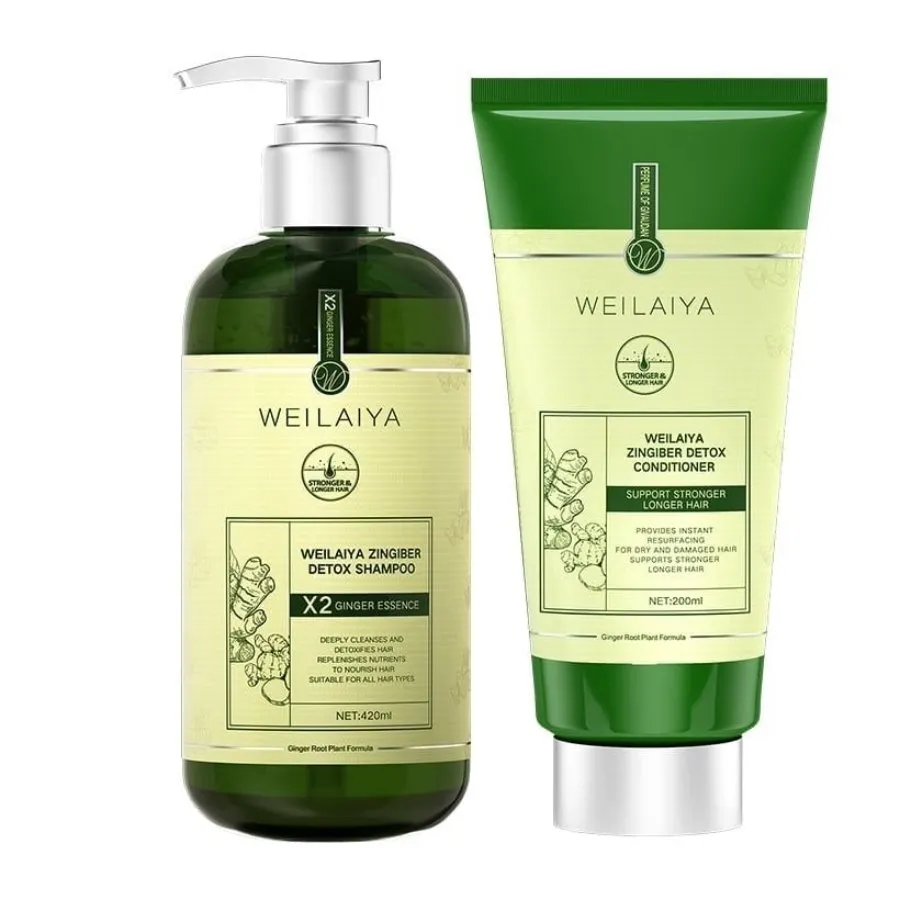 X2 GINGER ESSENCE
W
WEILAIYA
STRONGER &
LONGER HAIR
WEILAIYA ZINGIBER
DETOX SHAMPOO
X2 GINGER ESSENCE
DEEPLY CLEANSES AND
DETOXIFIES HAIR
REPLENISHES NUTRIENTS
TO NOURISH HAIR
SUITABLE FOR ALL HAIR TYPES
NET:420ml
Ginger Root Plant Formula
PERFUME OF GIVAUDAN
W
WEILAIYA
STRONGER &
LONGER HAIR
WEILAIYA
ZINGIBER DETOX
CONDITIONER
SUPPORT STRONGER
LONGER HAIR
PROVIDES INSTANT
RESURFACING
FOR DRY AND DAMAGED HAIR
SUPPORTS STRONGER
LONGER HAIR
NET:200ml
Ginger Root Plant Formula